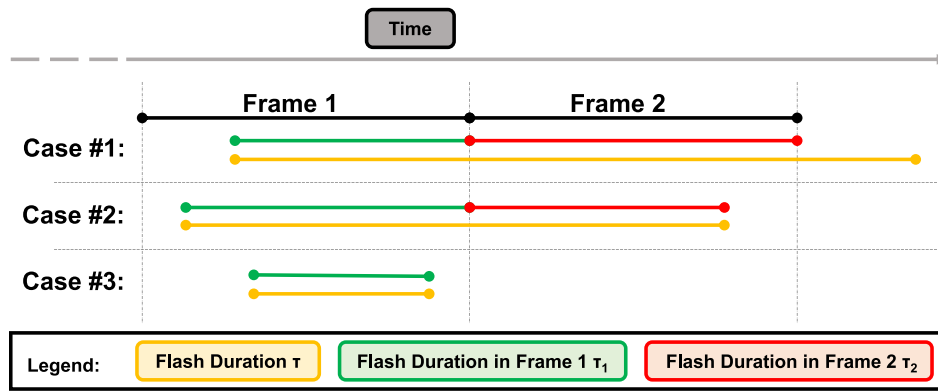 Time
Frame 1 Frame 2
Case #1:
Case #2:
Case #3:
Legend: Flash Duration τ Flash Duration in Frame 1 τ₁ Flash Duration in Frame 2 τ₂